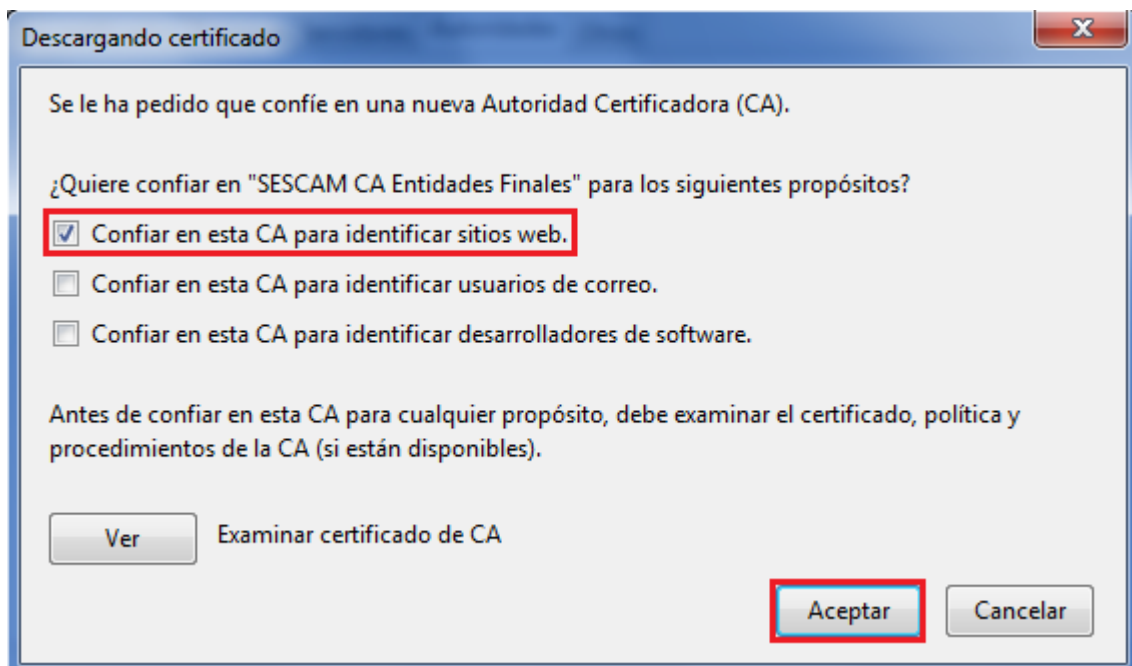 Descargando certificado
Se le ha pedido que confíe en una nueva Autoridad Certificadora (CA).
¿Quiere confiar en "SESCAM CA Entidades Finales" para los siguientes propósitos?
Confiar en esta CA para identificar sitios web.
Confiar en esta CA para identificar usuarios de correo.
Confiar en esta CA para identificar desarrolladores de software.
Antes de confiar en esta CA para cualquier propósito, debe examinar el certificado, política y
procedimientos de la CA (si están disponibles).
Ver Examinar certificado de CA
Aceptar Cancelar